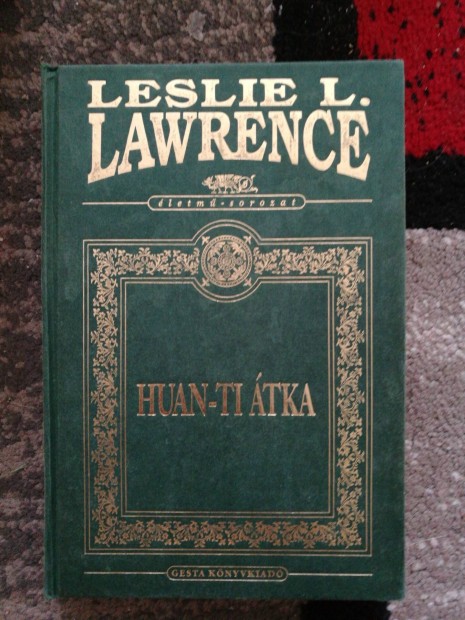 LESLIE L.
LAWRENCE
életmű-sorozat
HUAN-TI ÁTKA
GESTA KÖNYVKIADÓ